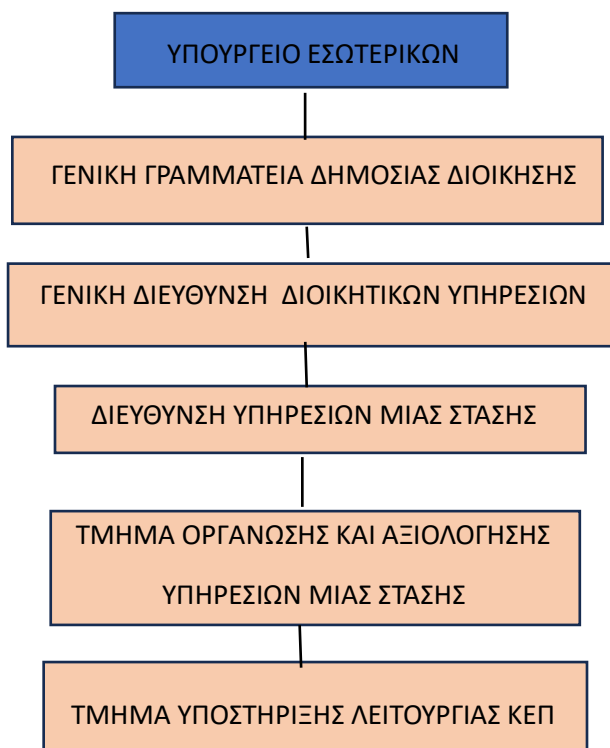 ΥΠΟΥΡΓΕΙΟ ΕΣΩΤΕΡΙΚΩΝ
ΓΕΝΙΚΗ ΓΡΑΜΜΑΤΕΙΑ ΔΗΜΟΣΙΑΣ ΔΙΟΙΚΗΣΗΣ
ΓΕΝΙΚΗ ΔΙΕΥΘΥΝΣΗ ΔΙΟΙΚΗΤΙΚΩΝ ΥΠΗΡΕΣΙΩΝ
ΔΙΕΥΘΥΝΣΗ ΥΠΗΡΕΣΙΩΝ ΜΙΑΣ ΣΤΑΣΗΣ
ΤΜΗΜΑ ΟΡΓΑΝΩΣΗΣ ΚΑΙ ΑΞΙΟΛΟΓΗΣΗΣ
ΥΠΗΡΕΣΙΩΝ ΜΙΑΣ ΣΤΑΣΗΣ
ΤΜΗΜΑ ΥΠΟΣΤΗΡΙΞΗΣ ΛΕΙΤΟΥΡΓΙΑΣ ΚΕΠ